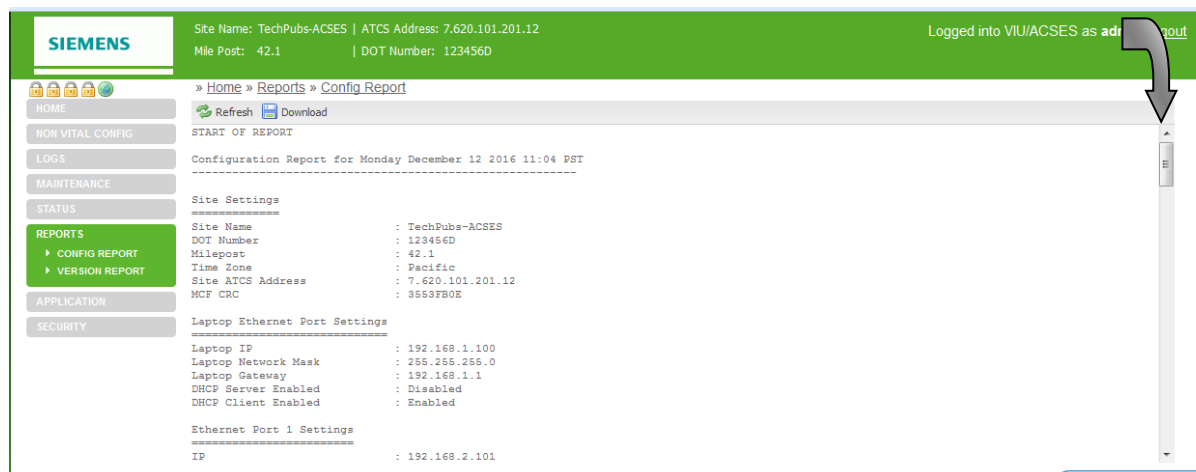 SIEMENS
Site Name: TechPubs-ACSES | ATCS Address: 7.620.101.201.12
Mile Post: 42.1 | DOT Number: 123456D
Logged into VIU/ACSES as
» Home » Reports » Config Report
Refresh Download
HOME
NON VITAL CONFIG
LOGS
MAINTENANCE
STATUS
REPORTS
CONFIG REPORT
VERSION REPORT
APPLICATION
SECURITY
START OF REPORT
Configuration Report for Monday December 12 2016 11:04 PST
---------------------------------------------------------
Site Settings
=============
Site Name : TechPubs-ACSES
DOT Number : 123456D
Milepost : 42.1
Time Zone : Pacific
Site ATCS Address : 7.620.101.201.12
MCF CRC : 3553FB0E
Laptop Ethernet Port Settings
=============================
Laptop IP : 192.168.1.100
Laptop Network Mask : 255.255.255.0
Laptop Gateway : 192.168.1.1
DHCP Server Enabled : Disabled
DHCP Client Enabled : Enabled
Ethernet Port 1 Settings
========================
IP : 192.168.2.101